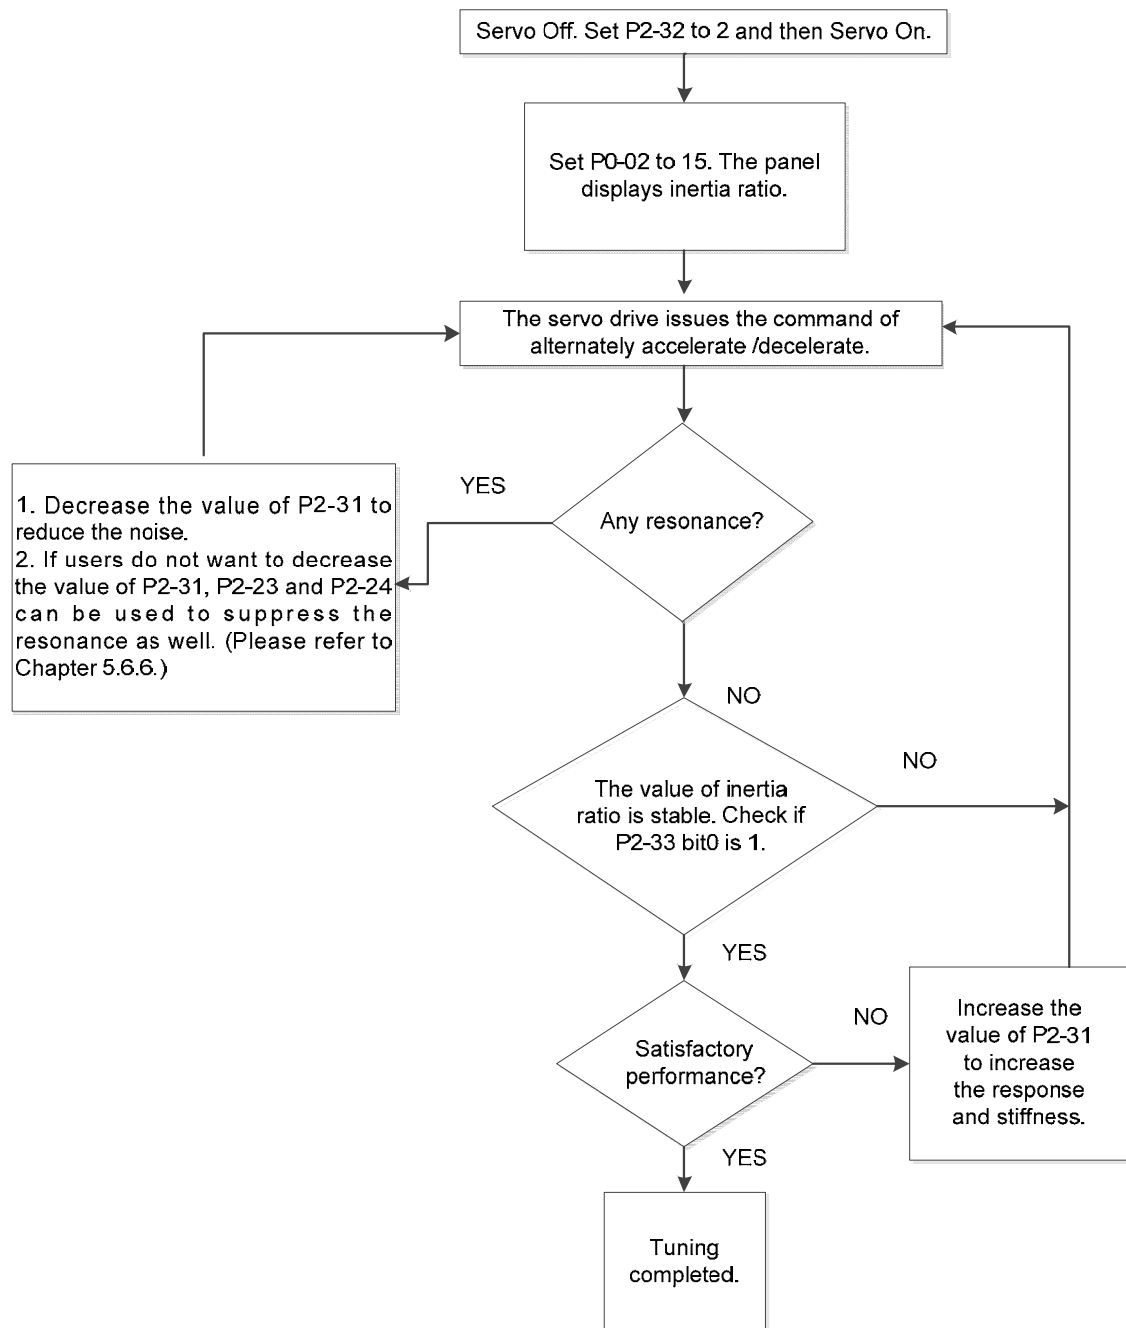 Servo Off. Set P2-32 to 2 and then Servo On.
Set P0-02 to 15. The panel
displays inertia ratio.
The servo drive issues the command of
alternately accelerate /decelerate.
YES
Any resonance?
1. Decrease the value of P2-31 to
reduce the noise.
2. If users do not want to decrease
the value of P2-31, P2-23 and P2-24
can be used to suppress the
resonance as well. (Please refer to
Chapter 5.6.6.)
NO
NO
The value of inertia
ratio is stable. Check if
P2-33 bit0 is 1.
YES
NO
Satisfactory
performance?
Increase the
value of P2-31
to increase
the response
and stiffness.
YES
Tuning
completed.